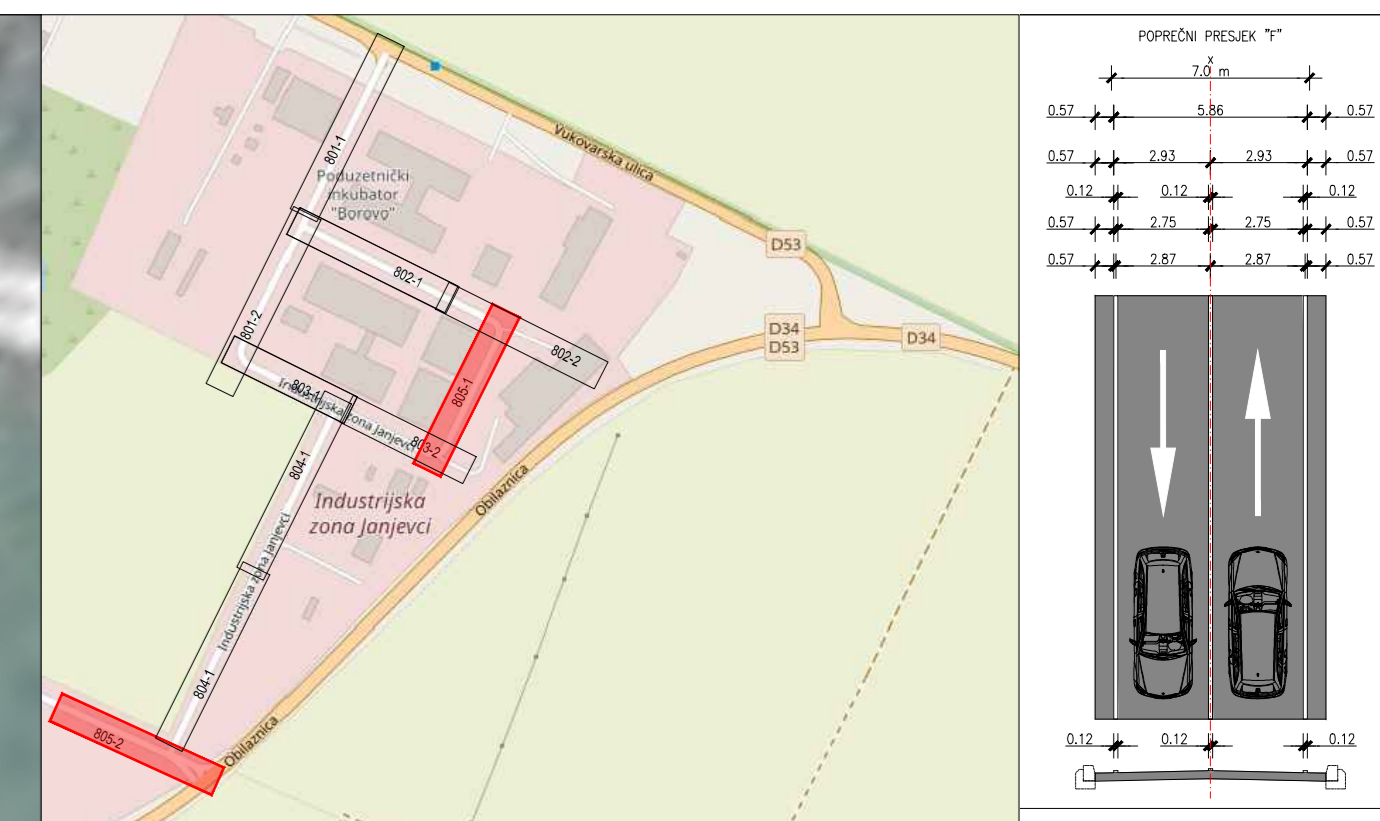 801-1
Poduzetnički
inkubator
"Borovo"
Vukovarska ulica
D53
802-1
801-2
802-2
D34
D53
D34
805-1
803-1
Industrijska zona Janjevci
803-2
804-1
Obilaznica
Industrijska
zona Janjevci
Industrijska zona Janjevci
804-1
805-2
Obilaznica
POPREČNI PRESJEK "F"
x
7.0 m
0.57 5.86 0.57
0.57 2.93 2.93 0.57
0.12 0.12 0.12
0.57 2.75 2.75 0.57
0.57 2.87 2.87 0.57
0.12 0.12 0.12